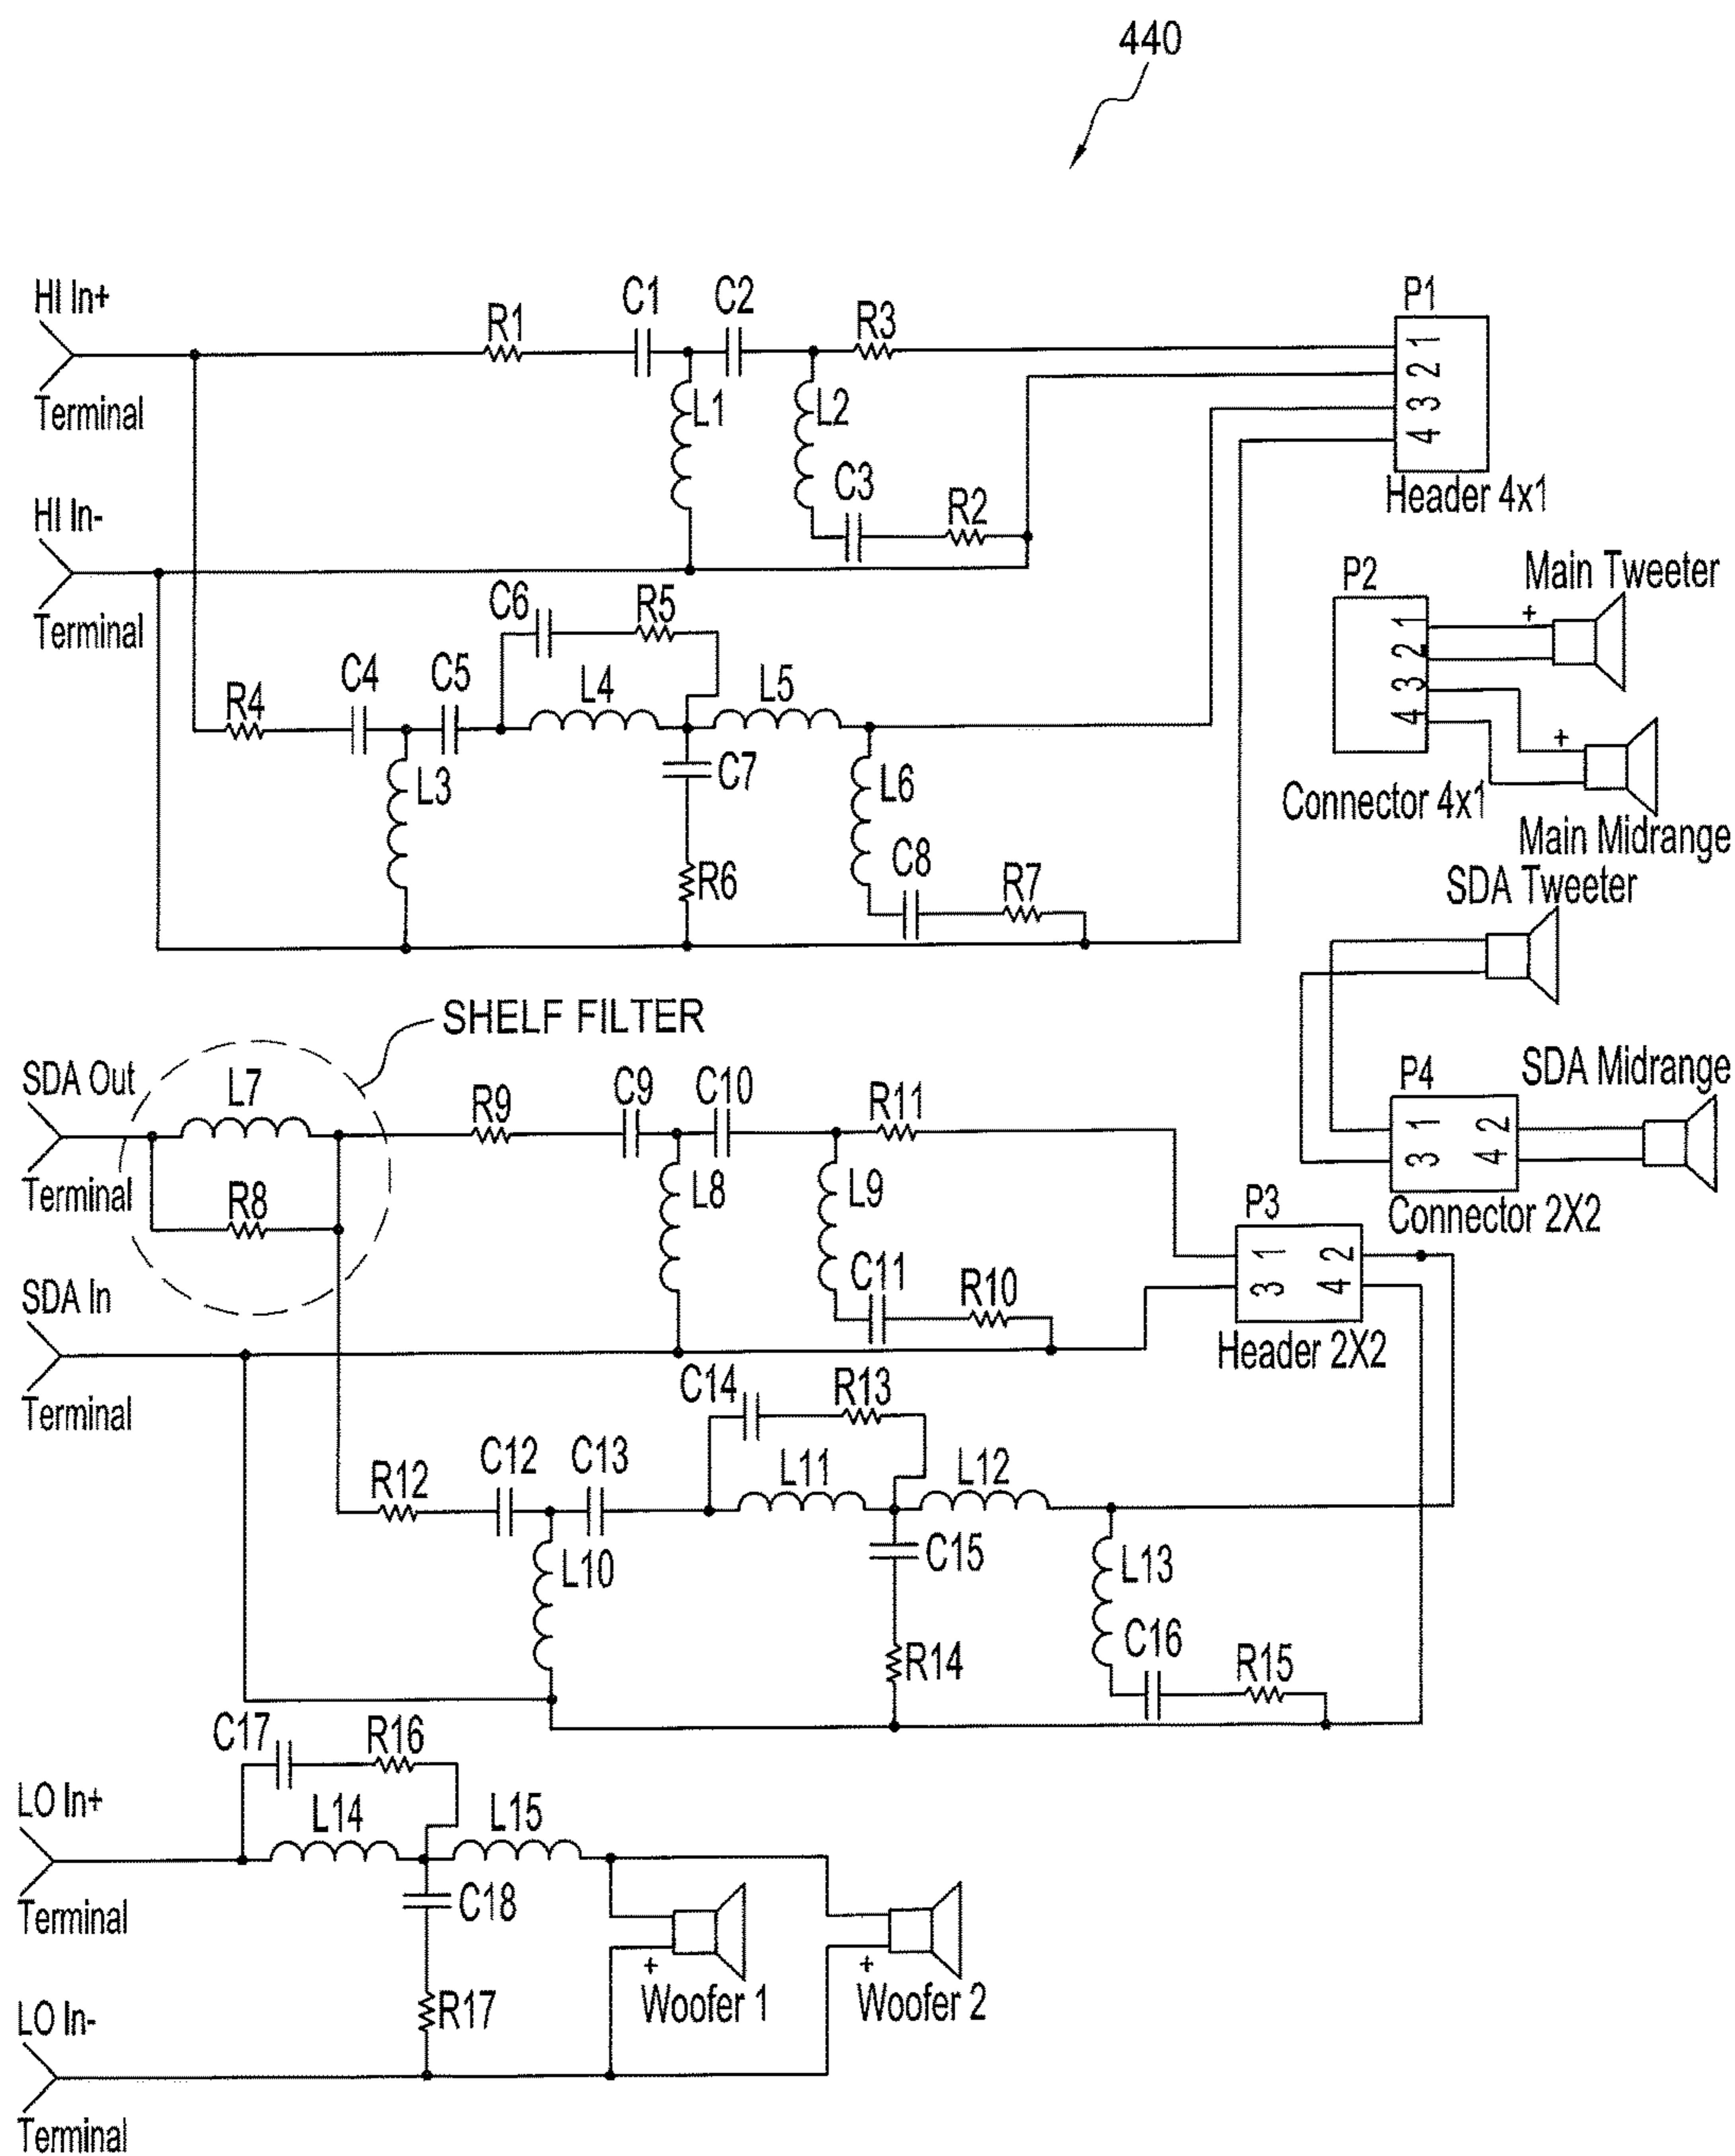 440
HI In+
Terminal
R1
C1
C2
R3
L1
L2
C3
R2
P1
1
2
3
4
Header 4x1
HI In-
Terminal
C6
R5
R4
C4
C5
L4
L5
L3
C7
R6
L6
C8
R7
P2
1
2
3
4
Connector 4x1
Main Tweeter
+
+
Main Midrange
SDA Tweeter
SHELF FILTER
SDA Out
Terminal
L7
R8
R9
C9
C10
R11
L8
L9
C11
R10
P4
1
2
3
4
Connector 2X2
SDA Midrange
P3
1
2
3
4
Header 2X2
SDA In
Terminal
C14
R13
R12
C12
C13
L11
L12
L10
C15
R14
L13
C16
R15
C17
R16
LO In+
Terminal
L14
L15
C18
R17
+
Woofer 1
+
Woofer 2
LO In-
Terminal